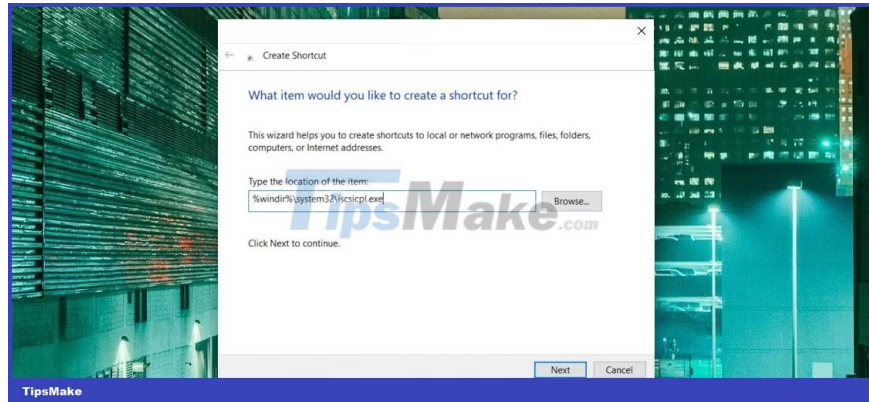 Create Shortcut
What item would you like to create a shortcut for?
This wizard helps you to create shortcuts to local or network programs, files, folders,
computers, or Internet addresses.
Type the location of the item:
%windir%\system32\iscsicpl.exe
Browse...
TipsMake.com
Click Next to continue.
Next
Cancel
TipsMake